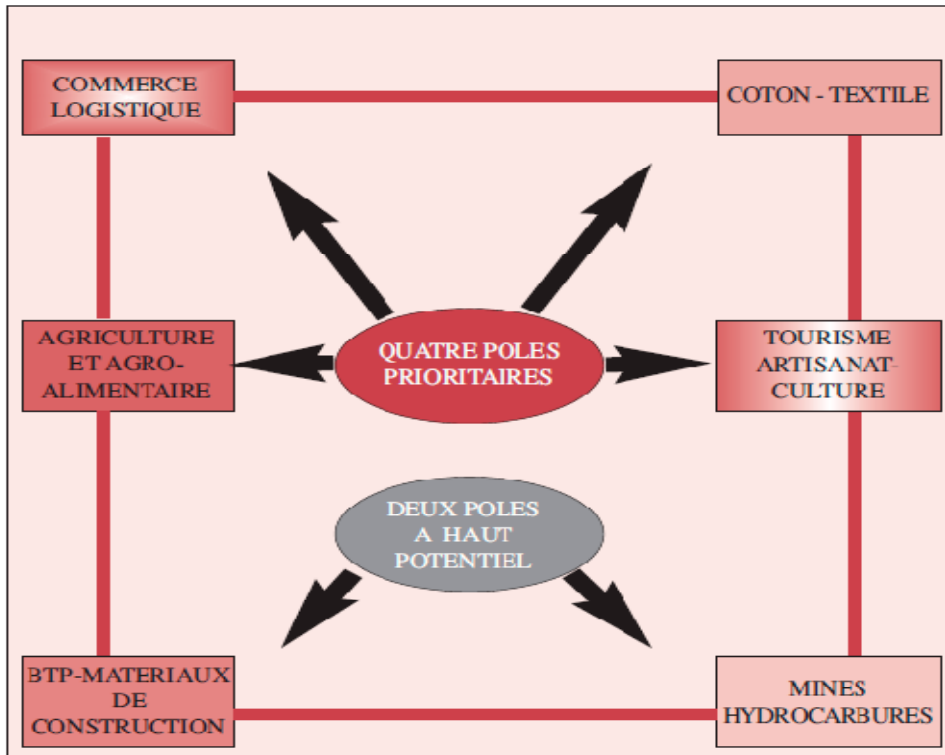 COMMERCE
LOGISTIQUE
COTON - TEXTILE
AGRICULTURE
ET AGRO-
ALIMENTAIRE
QUATRE POLES
PRIORITAIRES
TOURISME
ARTISANAT-
CULTURE
DEUX POLES
A HAUT
POTENTIEL
BTP-MATERIAUX
DE
CONSTRUCTION
MINES
HYDROCARBURES